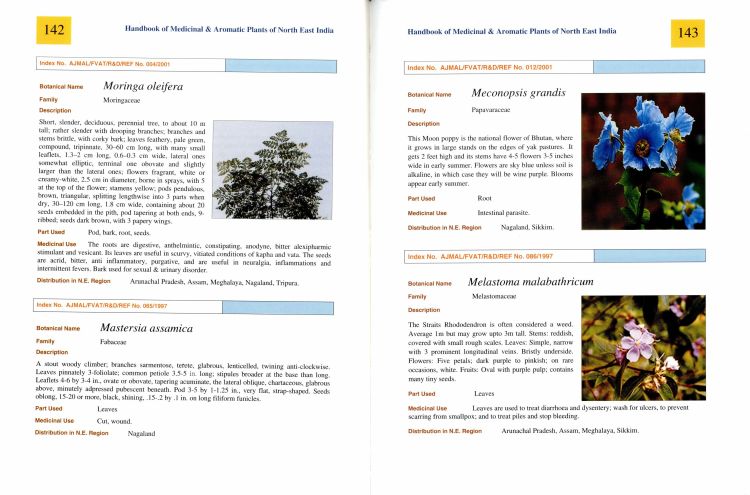 142
Handbook of Medicinal & Aromatic Plants of North East India
Index No. AJMAL/FVAT/R&D/REF No. 064/2001
Botanical Name Moringa oleifera
Family Moringaceae
Description
Short, slender, deciduous, perennial tree, to about 10 m
tall; rather slender with drooping branches; branches and
stems brittle, with corky bark; leaves feathery, pale green,
compound, tripinnate, 30–60 cm long, with many small
leaflets, 1.3–2 cm long, 0.6–0.3 cm wide, lateral ones
somewhat elliptic, terminal one obovate and slightly
larger than the lateral ones; flowers fragrant, white or
creamy-white, 2.5 cm in diameter, borne in sprays, with 5
at the top of the flower; stamens yellow; pods pendulous,
brown, triangular, splitting lengthwise into 3 parts when
dry, 30–120 cm long, 1.8 cm wide, containing about 20
seeds embedded in the pith, pod tapering at both ends, 9-
ribbed; seeds dark brown, with 3 papery wings.
Part Used Pod, bark, root, seeds.
Medicinal Use The roots are digestive, anthelmintic, constipating, anodyne, bitter alexipharmic
stimulant and vesicant. Its leaves are useful in scurvy, vitiated conditions of kapha and vata. The seeds
are acrid, bitter, anti inflammatory, purgative, and are useful in neuralgia, inflammations and
intermittent fevers. Bark used for sexual & urinary disorder.
Distribution in N.E. Region Arunachal Pradesh, Assam, Meghalaya, Nagaland, Tripura.
Index No. AJMAL/FVAT/R&D/REF No. 065/1997
Botanical Name Mastersia assamica
Family Fabaceae
Description
A stout woody climber; branches sarmentose, terete, glabrous, lenticelled, twining anti-clockwise.
Leaves pinnately 3-foliolate; common petiole 3.5-5 in. long; stipules broader at the base than long.
Leaflets 4-6 by 3-4 in., ovate or obovate, tapering acuminate, the lateral oblique, chartaceous, glabrous
above, minutely adpressed pubescent beneath. Pod 3-5 by 1-1.25 in., very flat, strap-shaped. Seeds
oblong, 15-20 or more, black, shining, .15-.2 by .1 in. on long filiform funicles.
Part Used Leaves
Medicinal Use Cut, wound.
Distribution in N.E. Region Nagaland
Handbook of Medicinal & Aromatic Plants of North East India
143
Index No. AJMAL/FVAT/R&D/REF No. 012/2001
Botanical Name Meconopsis grandis
Family Papavaraceae
Description
This Moon poppy is the national flower of Bhutan, where
it grows in large stands on the edges of yak pastures. It
gets 2 feet high and its stems have 4-5 flowers 3-5 inches
wide in early summer. Flowers are sky blue unless soil is
alkaline, in which case they will be wine purple. Blooms
appear early summer.
Part Used Root
Medicinal Use Intestinal parasite.
Distribution in N.E. Region Nagaland, Sikkim.
Index No. AJMAL/FVAT/R&D/REF No. 086/1997
Botanical Name Melastoma malabathricum
Family Melastomaceae
Description
The Straits Rhododendron is often considered a weed.
Average 1m but may grow upto 3m tall. Stems: reddish,
covered with small rough scales. Leaves: Simple, narrow
with 3 prominent longitudinal veins. Bristly underside.
Flowers: Five petals; dark purple to pinkish; on rare
occasions, white. Fruits: Oval with purple pulp; contains
many tiny seeds.
Part Used Leaves
Medicinal Use Leaves are used to treat diarrhoea and dysentery; wash for ulcers, to prevent
scarring from smallpox; and to treat piles and stop bleeding.
Distribution in N.E. Region Arunachal Pradesh, Assam, Meghalaya, Sikkim.